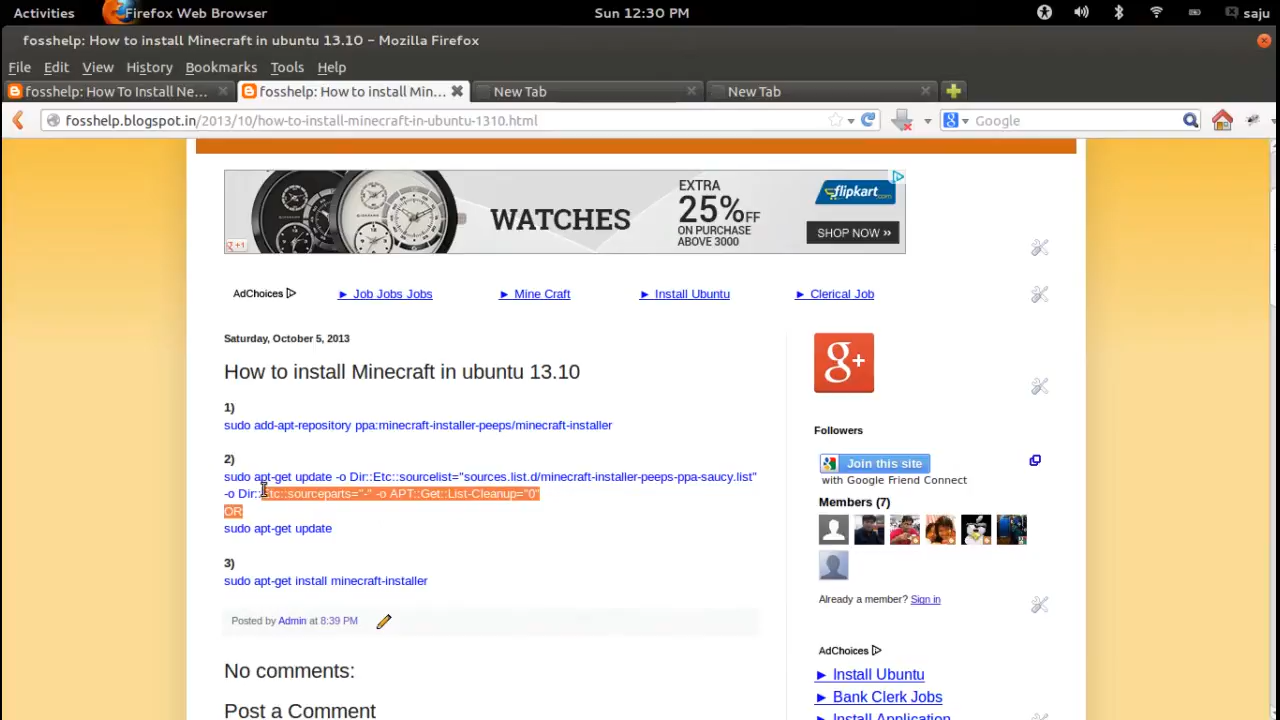 Activities
Firefox Web Browser
Sun 12:30 PM
saju
fosshelp: How to install Minecraft in ubuntu 13.10 - Mozilla Firefox
File Edit View History Bookmarks Tools Help
fosshelp: How To Install Ne...
fosshelp: How to install Min...
New Tab
New Tab
fosshelp.blogspot.in/2013/10/how-to-install-minecraft-in-ubuntu-1310.html
Google
WATCHES
EXTRA
25%
OFF
ON PURCHASE
ABOVE 3000
flipkart.com
SHOP NOW »
g +1
AdChoices
► Job Jobs Jobs
► Mine Craft
► Install Ubuntu
► Clerical Job
Saturday, October 5, 2013
How to install Minecraft in ubuntu 13.10
1)
sudo add-apt-repository ppa:minecraft-installer-peeps/minecraft-installer
2)
sudo apt-get update -o Dir::Etc::sourcelist="sources.list.d/minecraft-installer-peeps-ppa-saucy.list"
-o Dir::Etc::sourceparts="-" -o APT::Get::List-Cleanup="0"
OR
sudo apt-get update
3)
sudo apt-get install minecraft-installer
Posted by Admin at 8:39 PM
No comments:
Post a Comment
g+
Followers
Join this site
with Google Friend Connect
Members (7)
Already a member? Sign in
AdChoices
► Install Ubuntu
► Bank Clerk Jobs
► Install Application